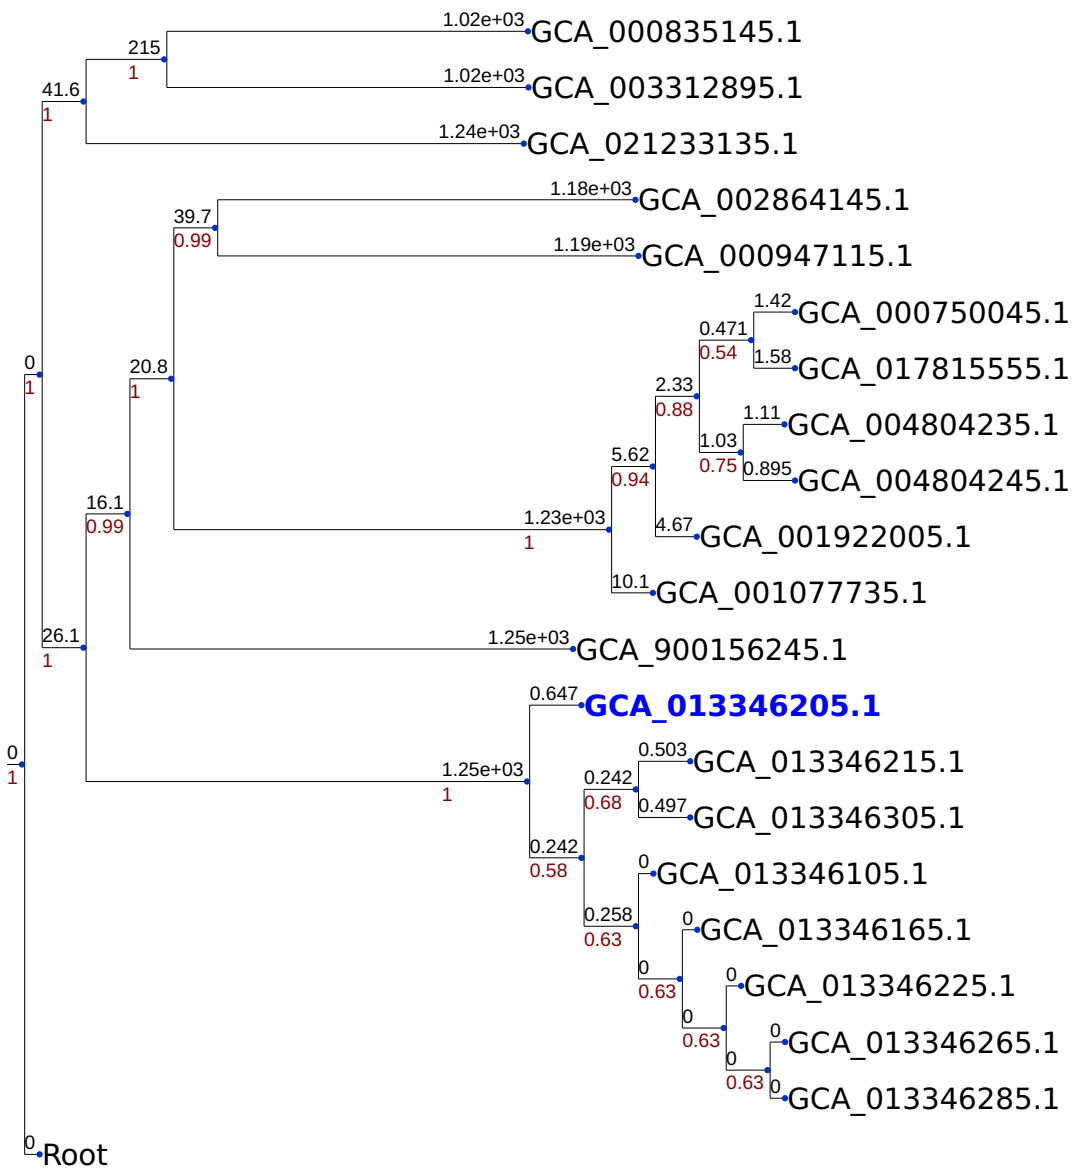 1.02e+03 GCA_000835145.1
215
1
1.02e+03 GCA_003312895.1
41.6
1
1.24e+03 GCA_021233135.1
1.18e+03 GCA_002864145.1
39.7
0.99
1.19e+03 GCA_000947115.1
1.42 GCA_000750045.1
0.471
0.54
1.58 GCA_017815555.1
0
1
20.8
1
2.33
0.88
1.11 GCA_004804235.1
1.03
0.75
0.895 GCA_004804245.1
5.62
0.94
16.1
0.99
1.23e+03
1
4.67 GCA_001922005.1
10.1 GCA_001077735.1
26.1
1
1.25e+03 GCA_900156245.1
0.647 GCA_013346205.1
0
1
1.25e+03
1
0.503 GCA_013346215.1
0.242
0.68
0.497 GCA_013346305.1
0.242
0.58
0 GCA_013346105.1
0.258
0.63
0 GCA_013346165.1
0
0.63
0 GCA_013346225.1
0
0.63
0 GCA_013346265.1
0
0.63
0 GCA_013346285.1
0 Root